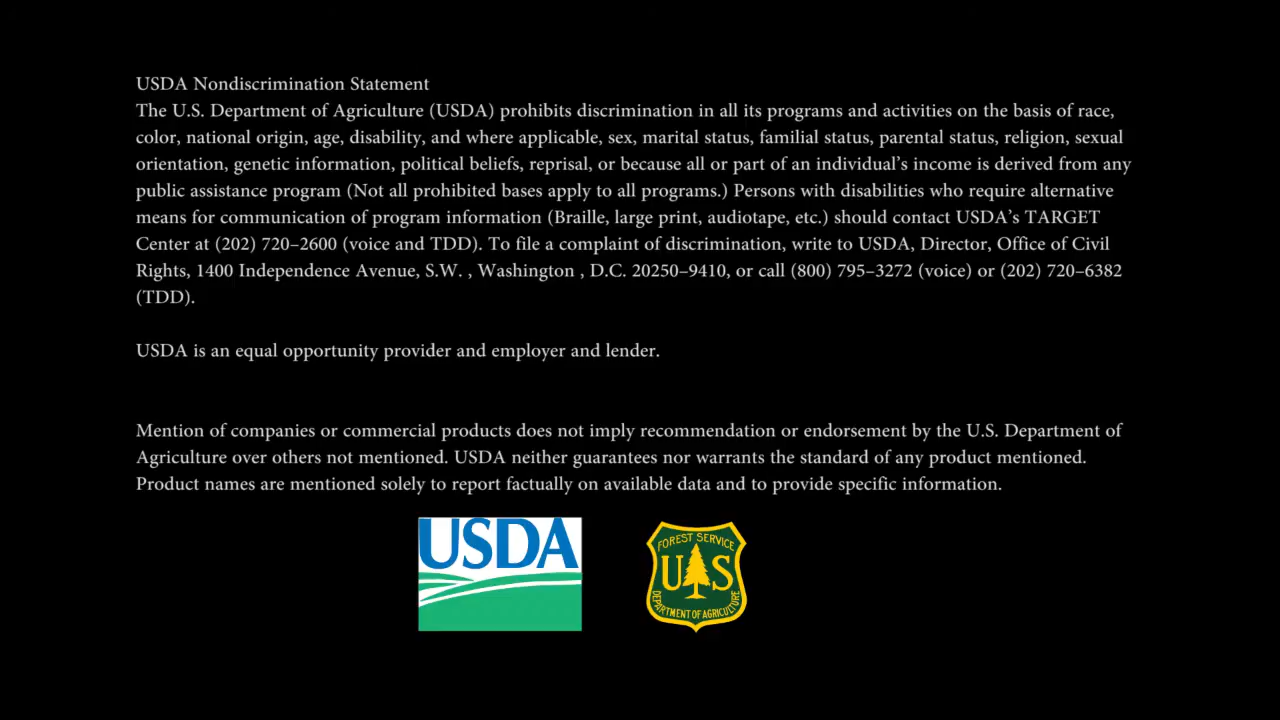 USDA Nondiscrimination Statement
The U.S. Department of Agriculture (USDA) prohibits discrimination in all its programs and activities on the basis of race,
color, national origin, age, disability, and where applicable, sex, marital status, familial status, parental status, religion, sexual
orientation, genetic information, political beliefs, reprisal, or because all or part of an individual's income is derived from any
public assistance program (Not all prohibited bases apply to all programs.) Persons with disabilities who require alternative
means for communication of program information (Braille, large print, audiotape, etc.) should contact USDA's TARGET
Center at (202) 720–2600 (voice and TDD). To file a complaint of discrimination, write to USDA, Director, Office of Civil
Rights, 1400 Independence Avenue, S.W. , Washington , D.C. 20250–9410, or call (800) 795–3272 (voice) or (202) 720–6382
(TDD).
USDA is an equal opportunity provider and employer and lender.
Mention of companies or commercial products does not imply recommendation or endorsement by the U.S. Department of
Agriculture over others not mentioned. USDA neither guarantees nor warrants the standard of any product mentioned.
Product names are mentioned solely to report factually on available data and to provide specific information.
USDA
FOREST SERVICE
U S
DEPARTMENT OF AGRICULTURE